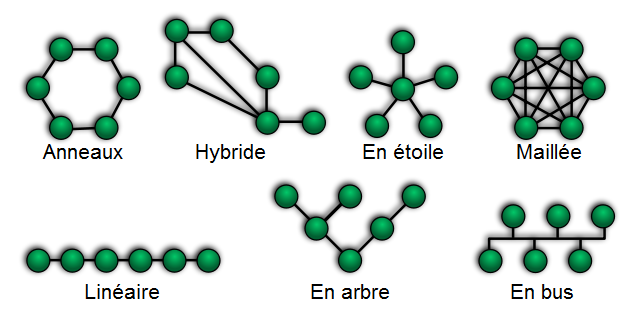 Anneaux
Hybride
En étoile
Maillée
Linéaire
En arbre
En bus